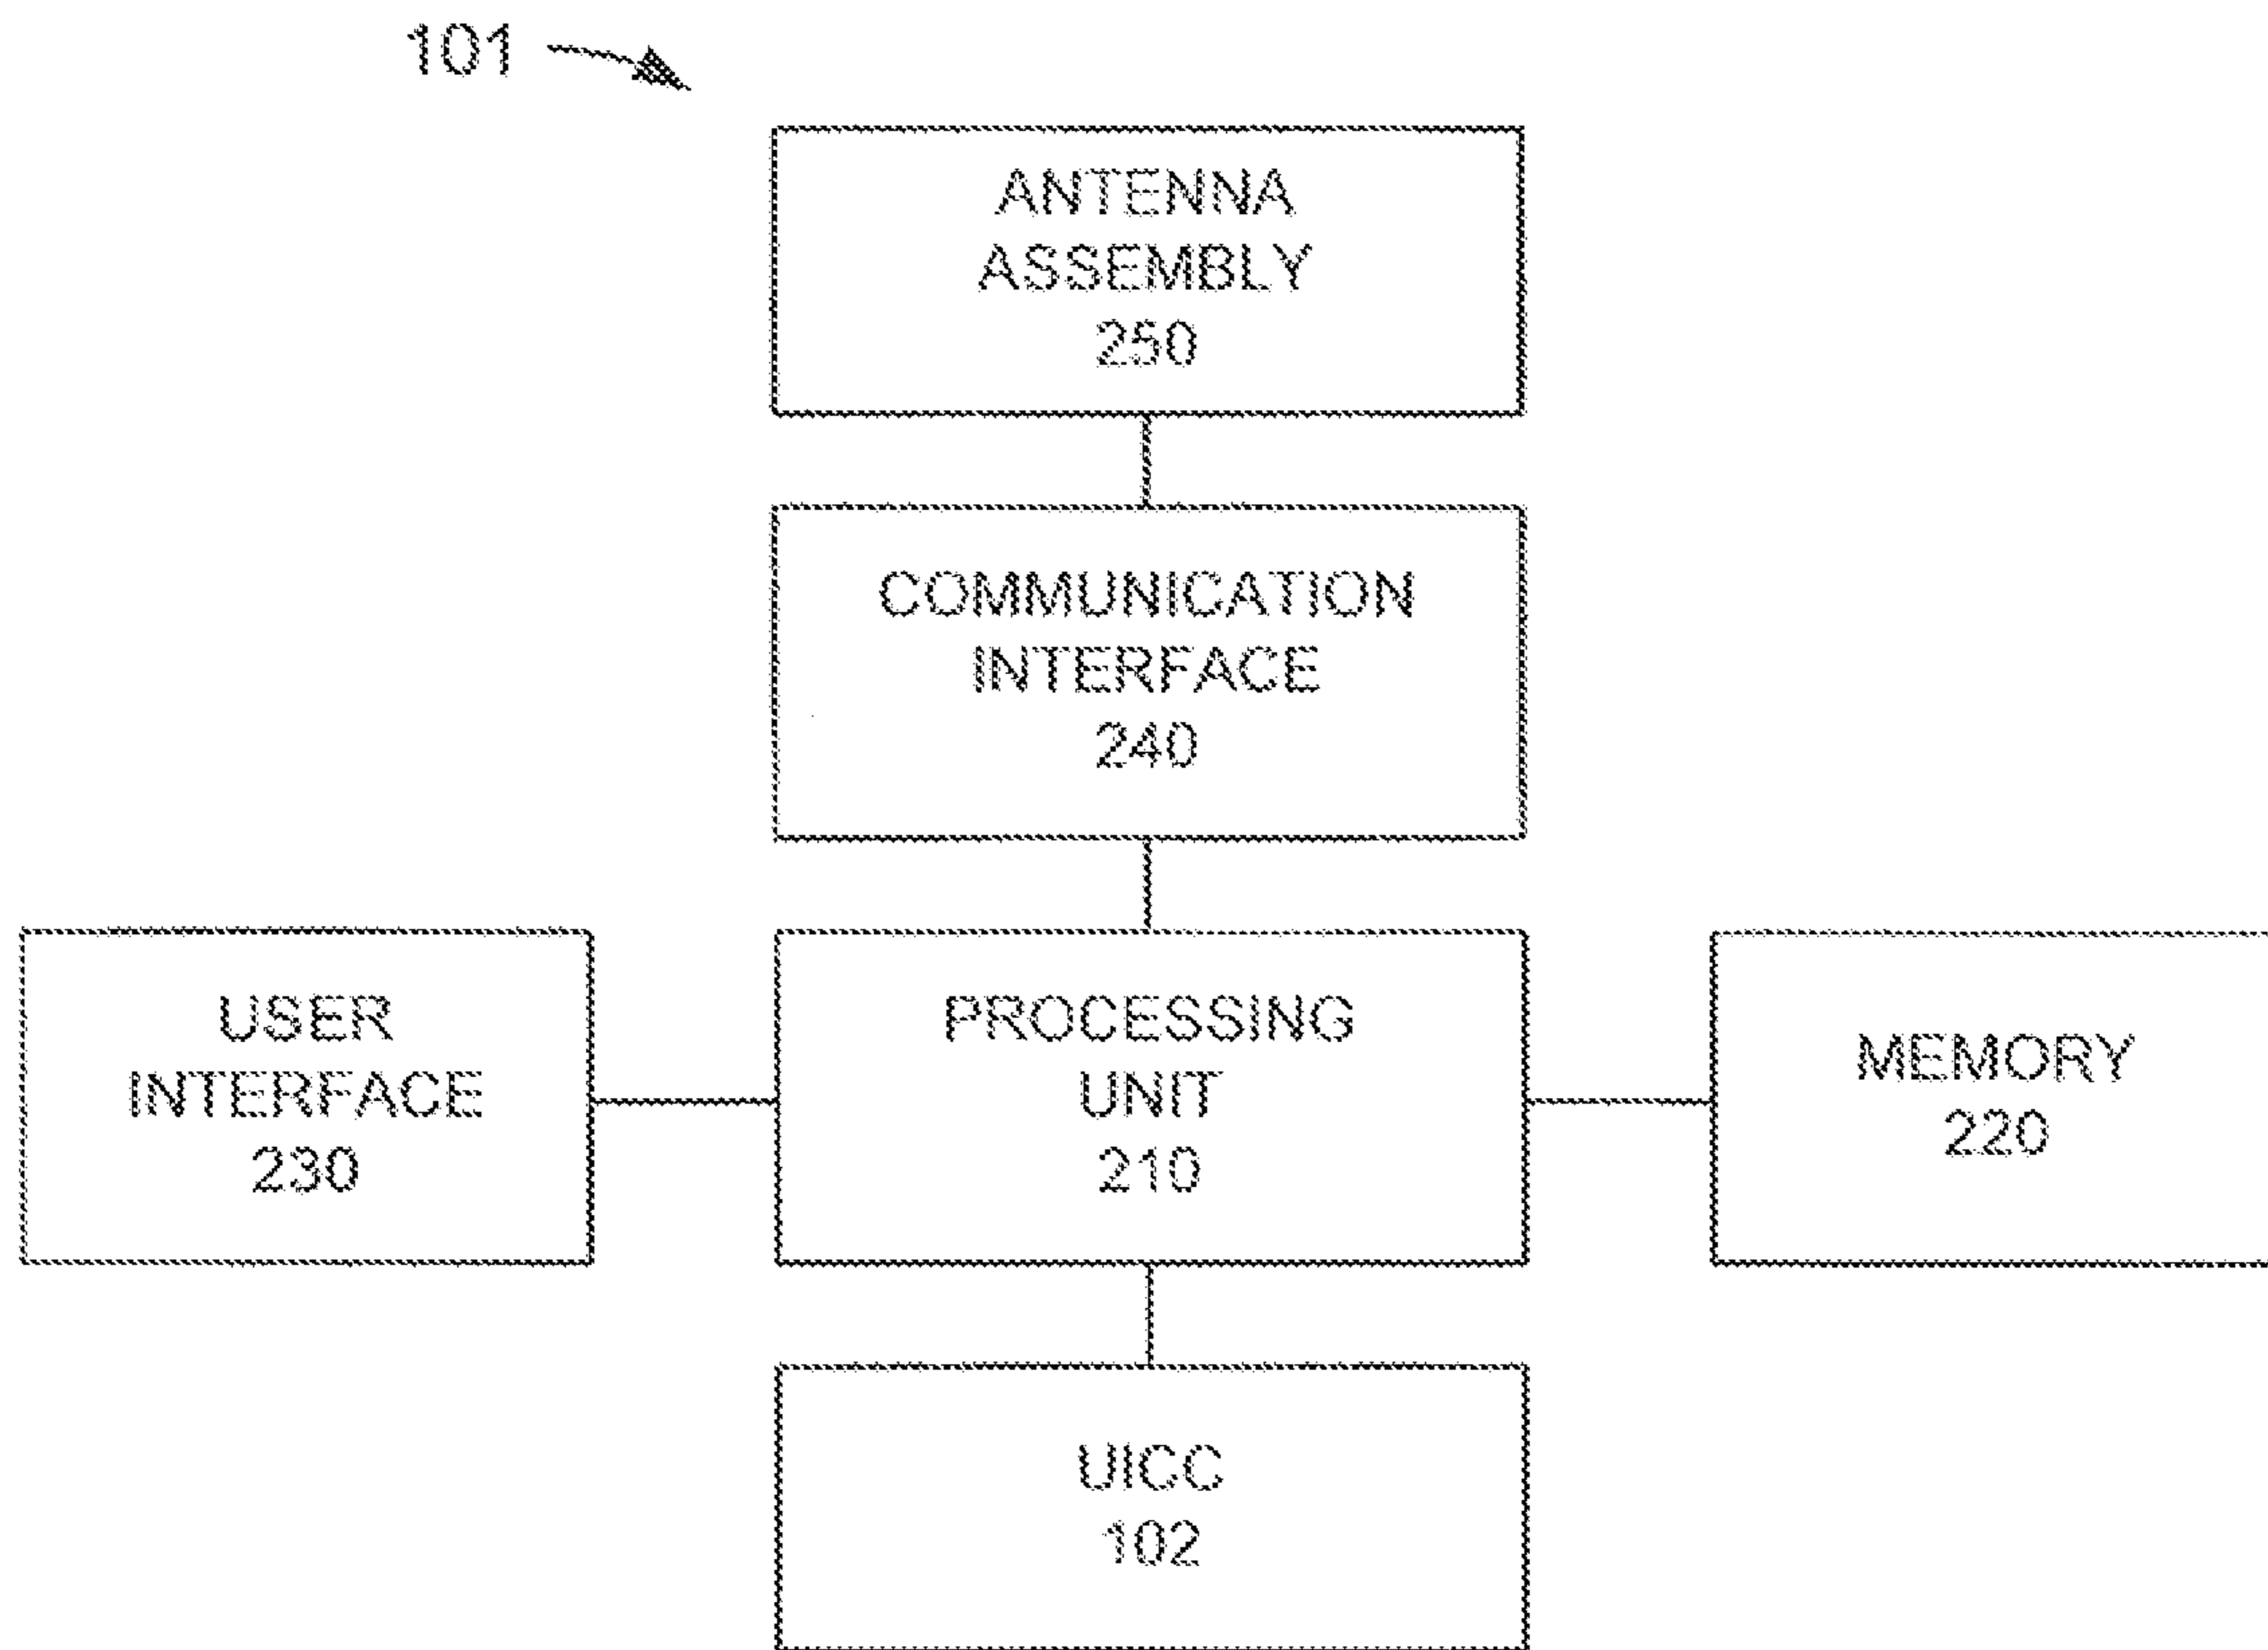 101
ANTENNA
ASSEMBLY
250
COMMUNICATION
INTERFACE
240
USER
INTERFACE
230
PROCESSING
UNIT
210
MEMORY
220
UICC
102